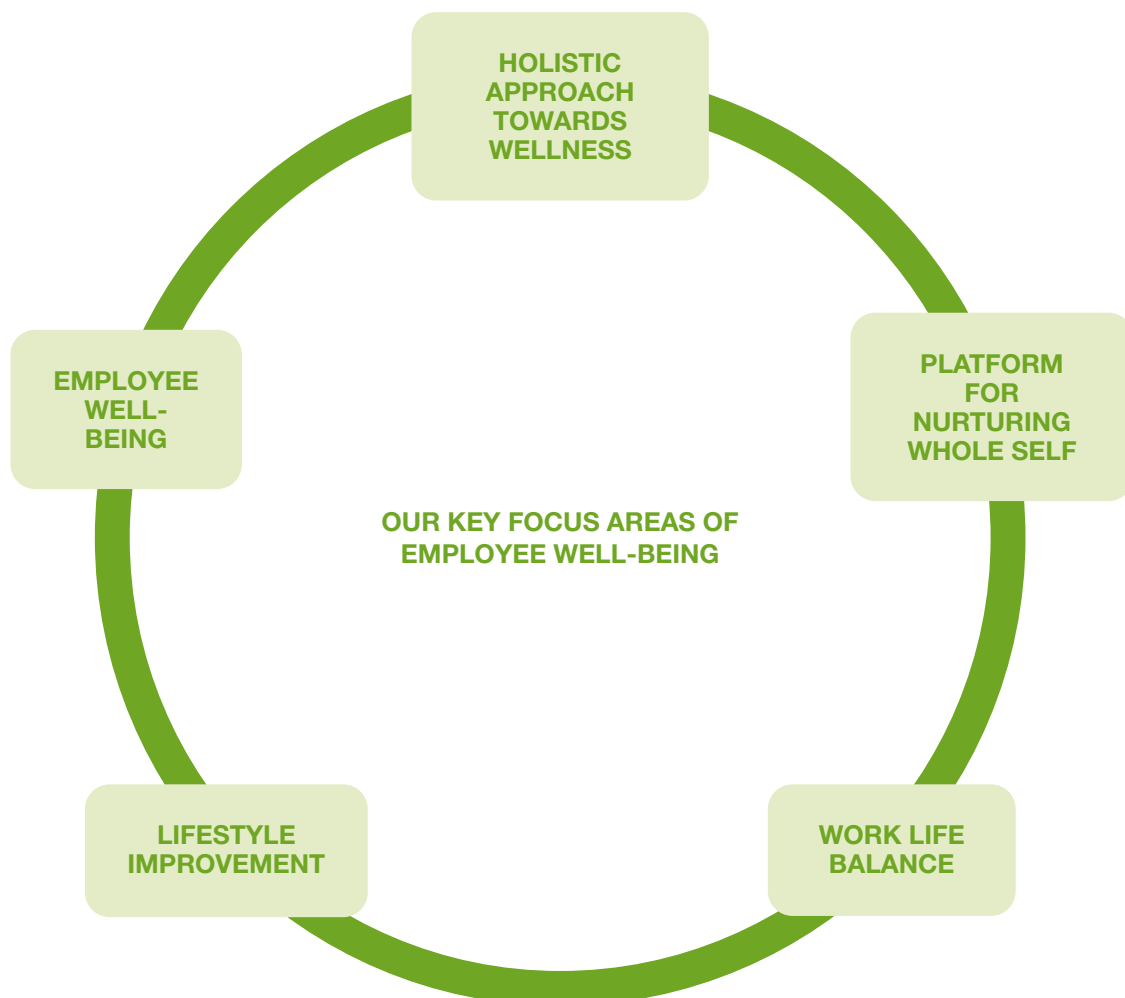 HOLISTIC
APPROACH
TOWARDS
WELLNESS
PLATFORM
FOR
NURTURING
WHOLE SELF
EMPLOYEE
WELL-
BEING
OUR KEY FOCUS AREAS OF
EMPLOYEE WELL-BEING
LIFESTYLE
IMPROVEMENT
WORK LIFE
BALANCE